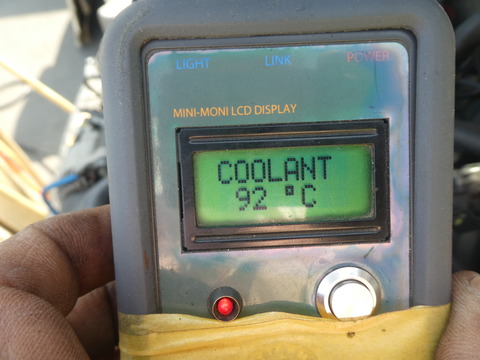 LIGHT LINK POWER
MINI-MONI LCD DISPLAY
COOLANT
92 °C